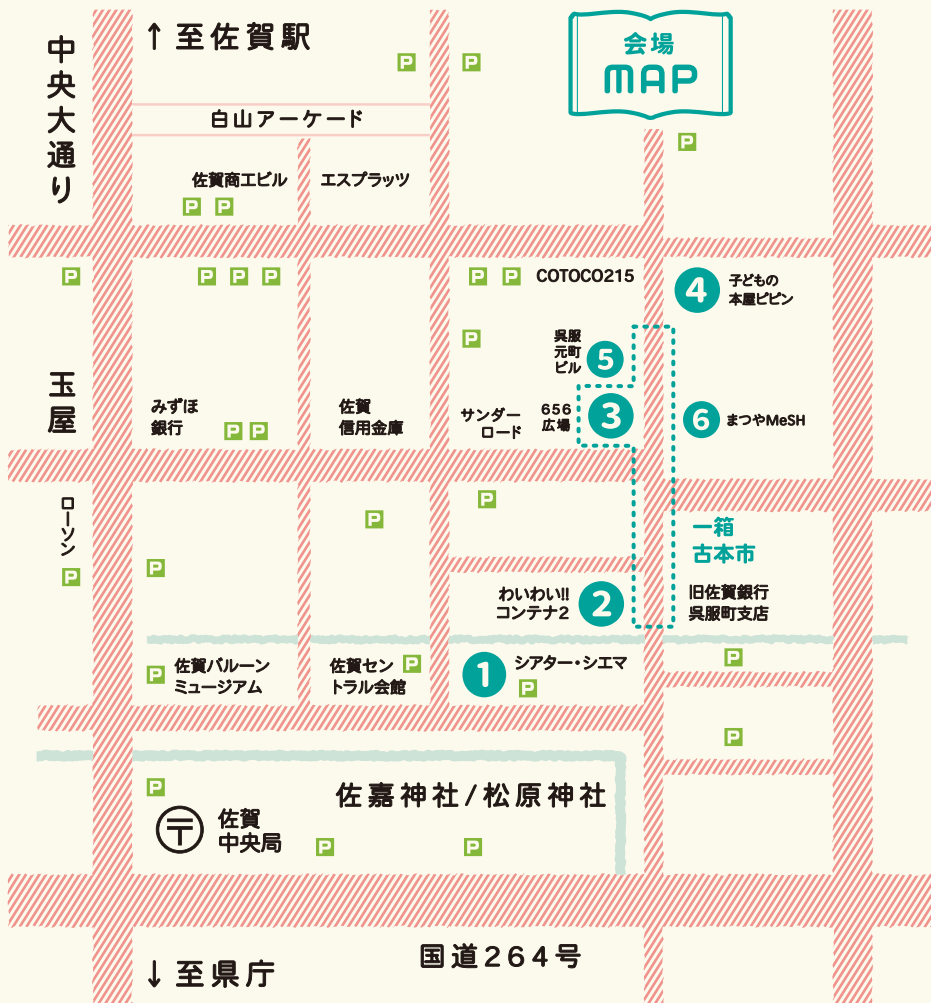 中央大通り
↑至佐賀駅
P
P
会場
MAP
白山アーケード
P
佐賀商工ビル
エスプラッツ
P P
P
P P P
P P
COTOCO215
4
子どもの
本屋ピピン
P
呉服
元町
ビル
5
玉屋
みずほ
銀行
P P
佐賀
信用金庫
サンダー
ロード
656
広場
3
6
まつやMeSH
ローソン
P
P
P
P
一箱
古本市
わいわい!!
コンテナ2
2
旧佐賀銀行
呉服町支店
P
佐賀バルーン
ミュージアム
佐賀セン
トラル会館
P
1
シアター・シエマ
P
P
P
P
〒
佐賀
中央局
佐嘉神社/松原神社
P
P
国道264号
↓至県庁